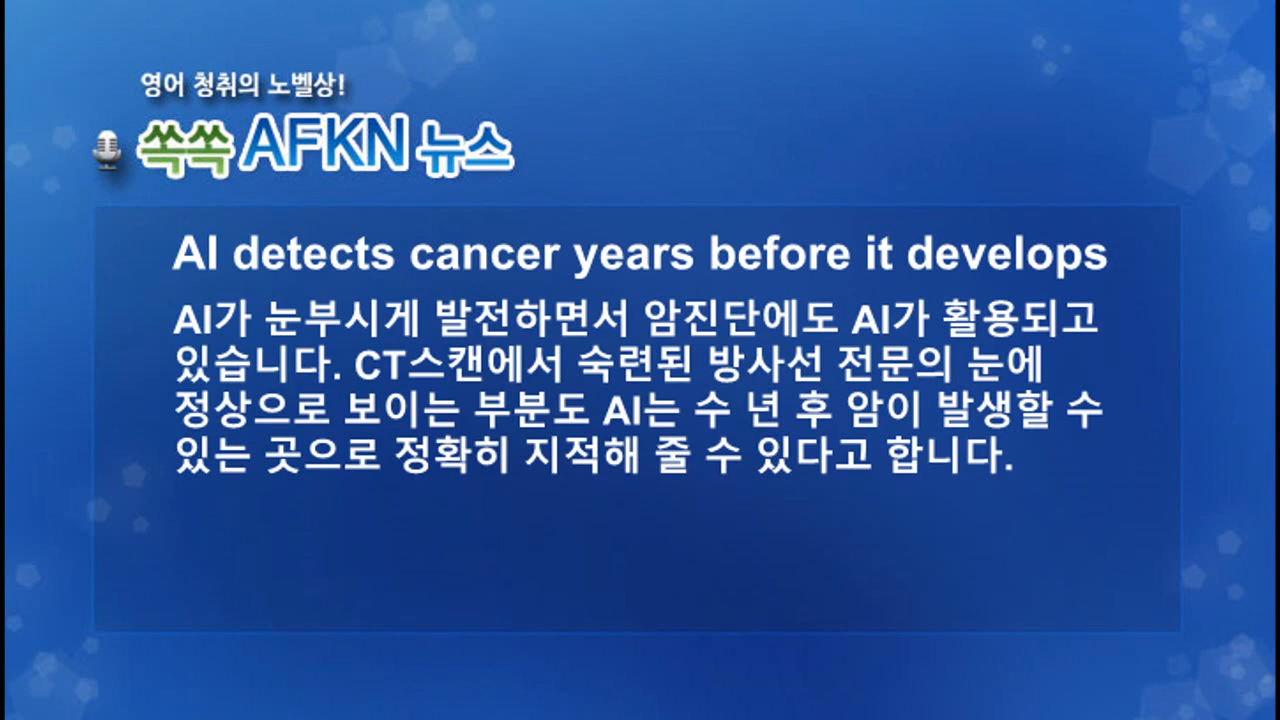 영어 청취의 노벨상!
쏙쏙 AFKN 뉴스
AI detects cancer years before it develops
AI가 눈부시게 발전하면서 암진단에도 AI가 활용되고
있습니다. CT스캔에서 숙련된 방사선 전문의 눈에
정상으로 보이는 부분도 AI는 수 년 후 암이 발생할 수
있는 곳으로 정확히 지적해 줄 수 있다고 합니다.